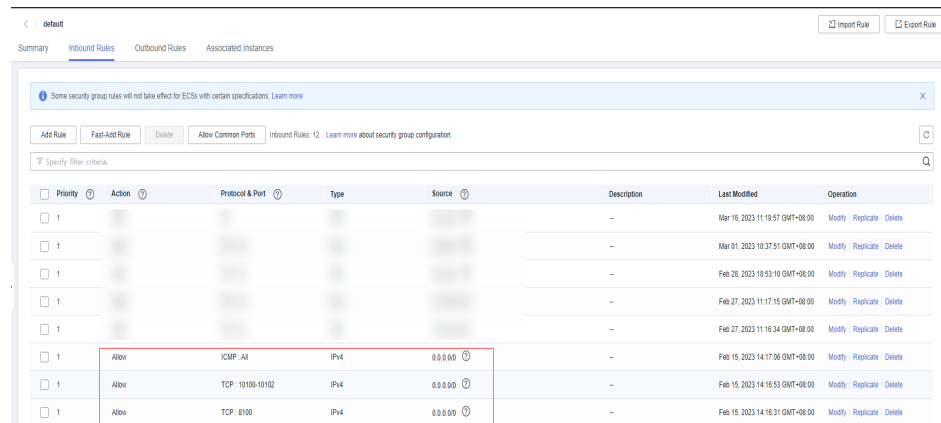 default
Import Rule Export Rule
Summary Inbound Rules Outbound Rules Associated Instances
Some security group rules will not take effect for ECSs with certain specifications. Learn more
Add Rule Fast-Add Rule Delete Allow Common Ports Inbound Rules: 12 Learn more about security group configuration.
Specify filter criteria.
Priority Action Protocol & Port Type Source Description Last Modified Operation
1 -- Mar 16, 2023 11:19:57 GMT+08:00 Modify Replicate Delete
1 -- Mar 01, 2023 10:37:51 GMT+08:00 Modify Replicate Delete
1 -- Feb 28, 2023 18:53:10 GMT+08:00 Modify Replicate Delete
1 -- Feb 27, 2023 11:17:15 GMT+08:00 Modify Replicate Delete
1 -- Feb 27, 2023 11:16:34 GMT+08:00 Modify Replicate Delete
1 Allow ICMP : All IPv4 0.0.0.0/0 -- Feb 15, 2023 14:17:06 GMT+08:00 Modify Replicate Delete
1 Allow TCP : 10100-10102 IPv4 0.0.0.0/0 -- Feb 15, 2023 14:16:53 GMT+08:00 Modify Replicate Delete
1 Allow TCP : 8100 IPv4 0.0.0.0/0 -- Feb 15, 2023 14:16:31 GMT+08:00 Modify Replicate Delete